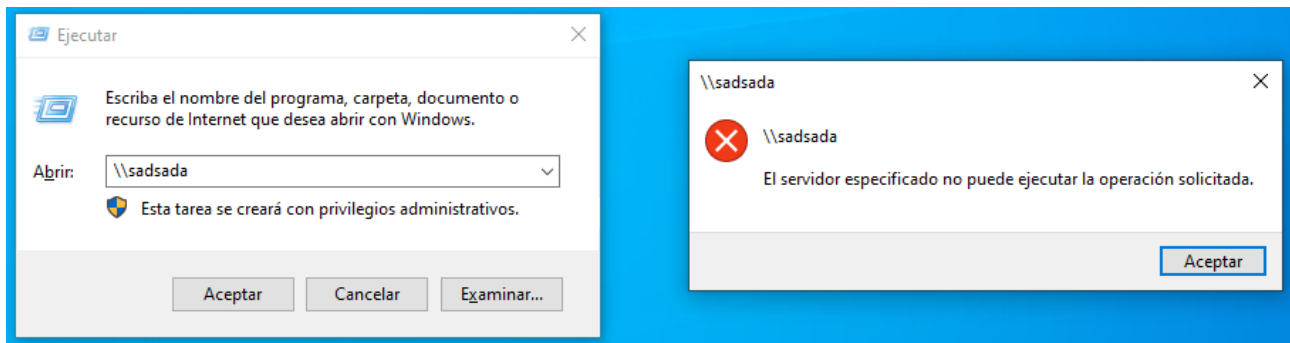 Ejecutar
Escriba el nombre del programa, carpeta, documento o
recurso de Internet que desea abrir con Windows.
Abrir: \\sadsada
Esta tarea se creará con privilegios administrativos.
Aceptar Cancelar Examinar...
\\sadsada
\\sadsada
El servidor especificado no puede ejecutar la operación solicitada.
Aceptar